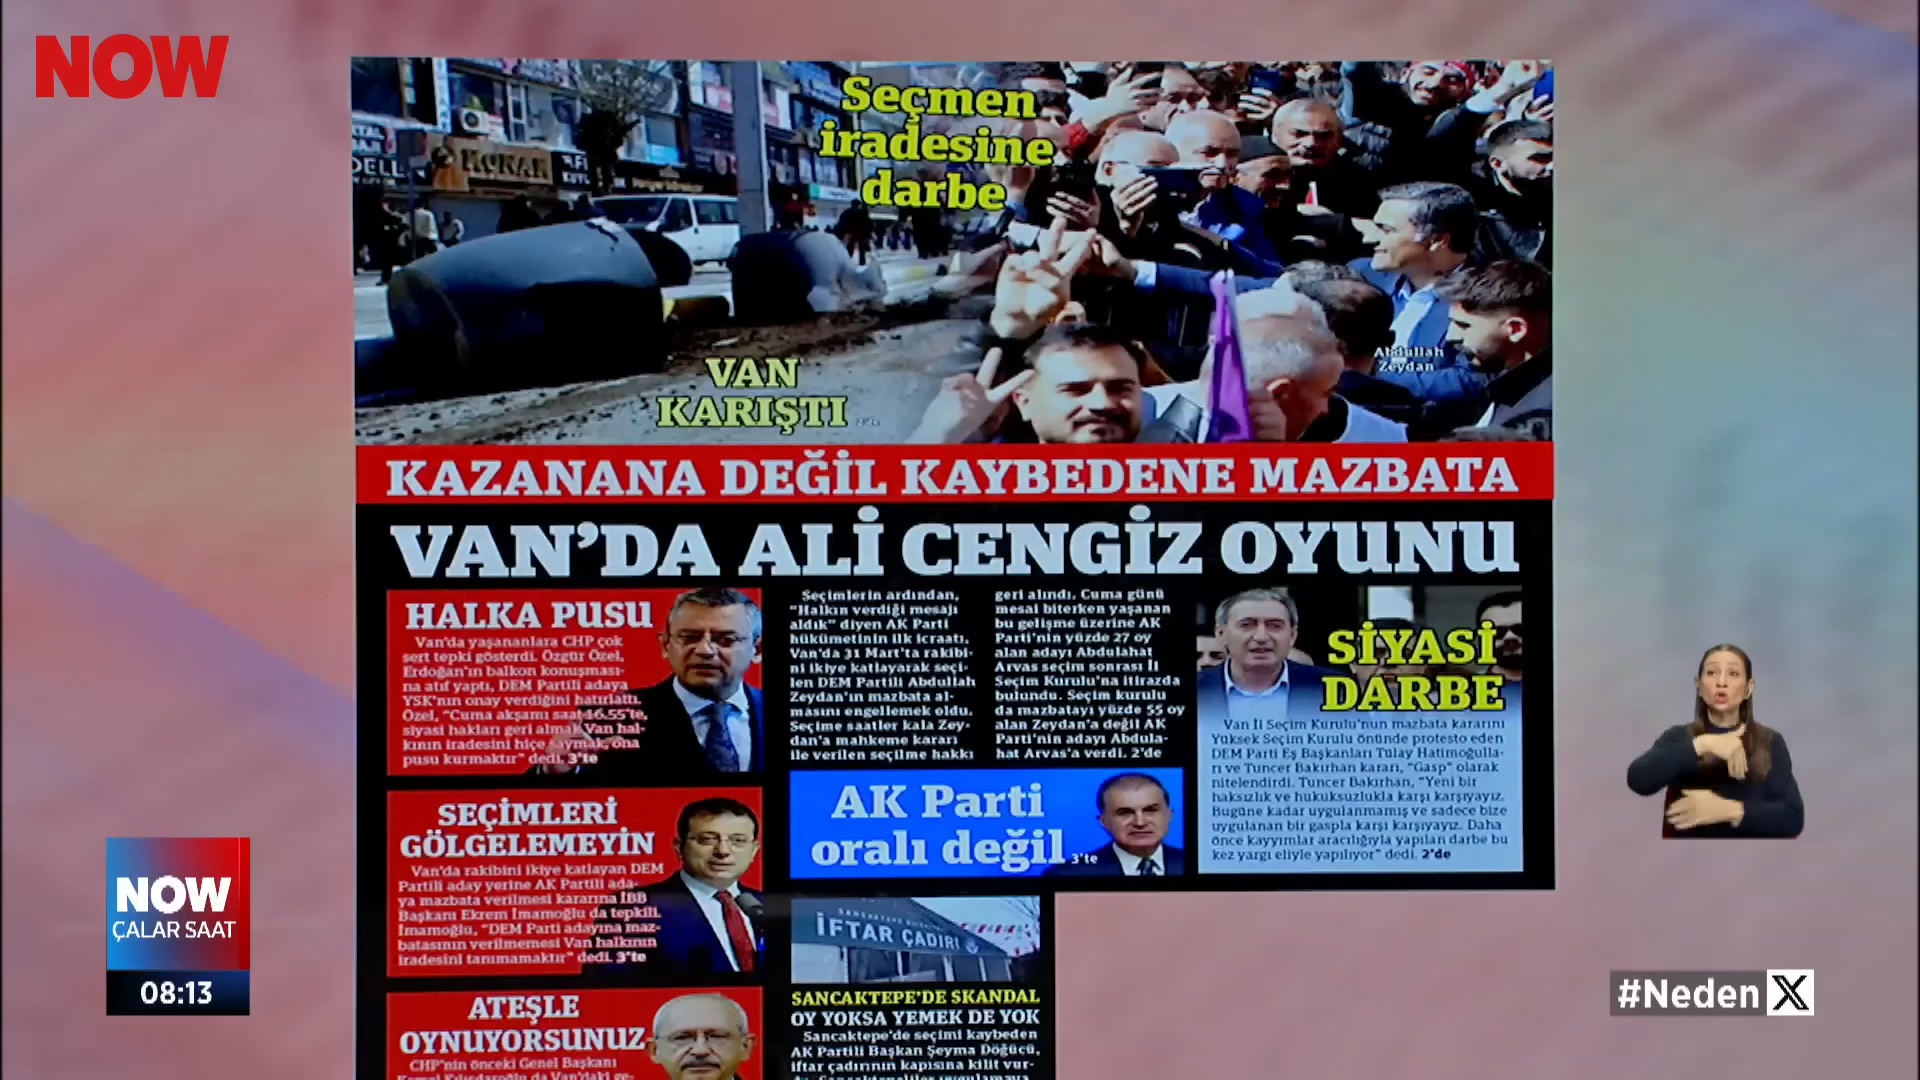 NOW
Seçmen
iradesine
darbe
KONAK
DELL
Abdullah
Zeydan
VAN
KARIŞTI
KAZANANA DEĞİL KAYBEDENE MAZBATA
VAN'DA ALİ CENGİZ OYUNU
HALKA PUSU
Van'da yaşananlara CHP çok
sert tepki gösterdi. Özgür Özel,
Erdoğan'ın balkon konuşması-
na atıf yaptı, DEM Partili adaya
YSK'nın onay verdiğini hatırlattı.
Özel, "Cuma akşamı saat 16.55'te,
siyasi hakları geri almak Van hal-
kının iradesini hiçe saymak, ona
pusu kurmaktır" dedi. 3'te
SEÇİMLERİ
GÖLGELEMEYİN
Van'da rakibini ikiye katlayan DEM
Partili aday yerine AK Partili ada-
ya mazbata verilmesi kararına İBB
Başkanı Ekrem İmamoğlu da tepkili.
İmamoğlu, "DEM Parti adayına maz-
batasının verilmemesi Van halkının
iradesini tanımamaktır" dedi. 3'te
ATEŞLE
OYNUYORSUNUZ
CHP'nin önceki Genel Başkanı
Kemal Kılıçdaroğlu da Van'daki ge-
Seçimlerin ardından,
"Halkın verdiği mesajı
aldık" diyen AK Parti
hükümetinin ilk icraatı,
Van'da 31 Mart'ta rakibi-
ni ikiye katlayarak seçi-
len DEM Partili Abdullah
Zeydan'ın mazbata al-
masını engellemek oldu.
Seçime saatler kala Zey-
dan'a mahkeme kararı
ile verilen seçilme hakkı
geri alındı. Cuma günü
mesai biterken yaşanan
bu gelişme üzerine AK
Parti'nin yüzde 27 oy
alan adayı Abdulahat
Arvas seçim sonrası İl
Seçim Kurulu'na itirazda
bulundu. Seçim kurulu
da mazbatayı yüzde 55 oy
alan Zeydan'a değil AK
Parti'nin adayı Abdula-
hat Arvas'a verdi. 2'de
AK Parti
oralı değil 3'te
SİYASİ
DARBE
Van İl Seçim Kurulu'nun mazbata kararını
Yüksek Seçim Kurulu önünde protesto eden
DEM Parti Eş Başkanları Tülay Hatimoğulla-
rı ve Tuncer Bakırhan kararı, "Gasp" olarak
nitelendirdi. Tuncer Bakırhan, "Yeni bir
haksızlık ve hukuksuzlukla karşı karşıyayız.
Bugüne kadar uygulanmamış ve sadece bize
uygulanan bir gaspla karşı karşıyayız. Daha
önce kayyımlar aracılığıyla yapılan darbe bu
kez yargı eliyle yapılıyor" dedi. 2'de
İFTAR ÇADIRI
SANCAKTEPE'DE SKANDAL
OY YOKSA YEMEK DE YOK
Sancaktepe'de seçimi kaybeden
AK Partili Başkan Şeyma Döğücü,
iftar çadırının kapısına kilit vur-
NOW
ÇALAR SAAT
08:13
#Neden X